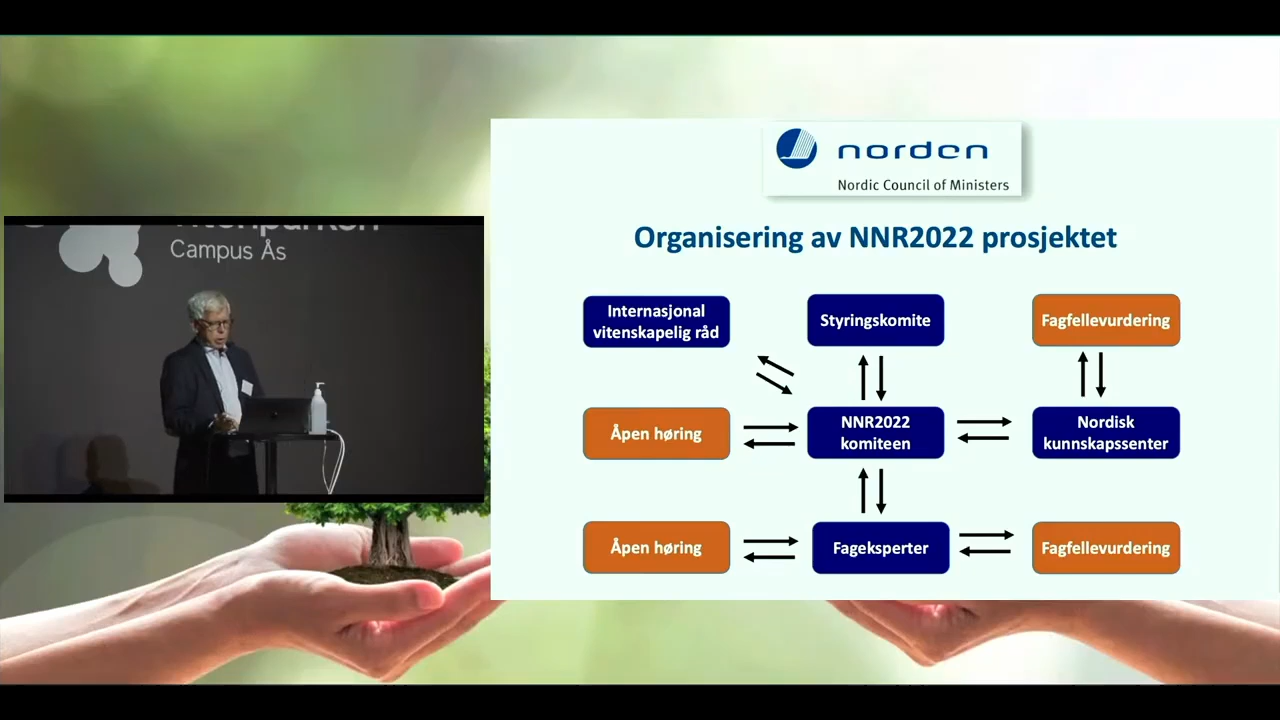 Campus Ås
norden
Nordic Council of Ministers
Organisering av NNR2022 prosjektet
Internasjonal
vitenskapelig råd
Styringskomite
Fagfellevurdering
Åpen høring
NNR2022
komiteen
Nordisk
kunnskapssenter
Åpen høring
Fageksperter
Fagfellevurdering